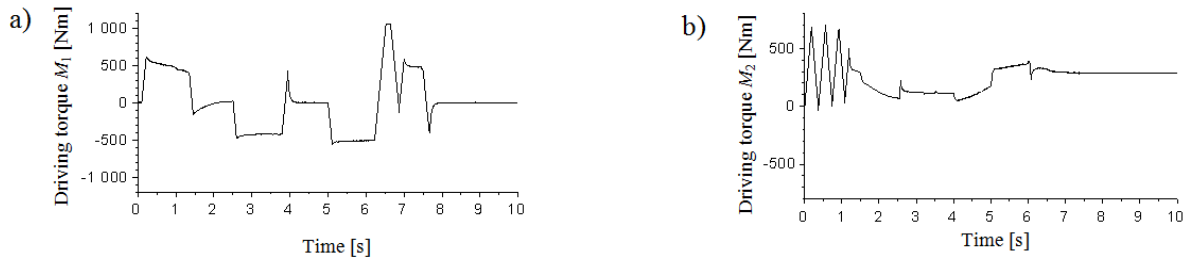 a)
Driving torque M1 [Nm]
1 000
500
0
-500
-1 000
0 1 2 3 4 5 6 7 8 9 10
Time [s]
b)
Driving torque M2 [Nm]
500
0
-500
0 1 2 3 4 5 6 7 8 9 10
Time [s]